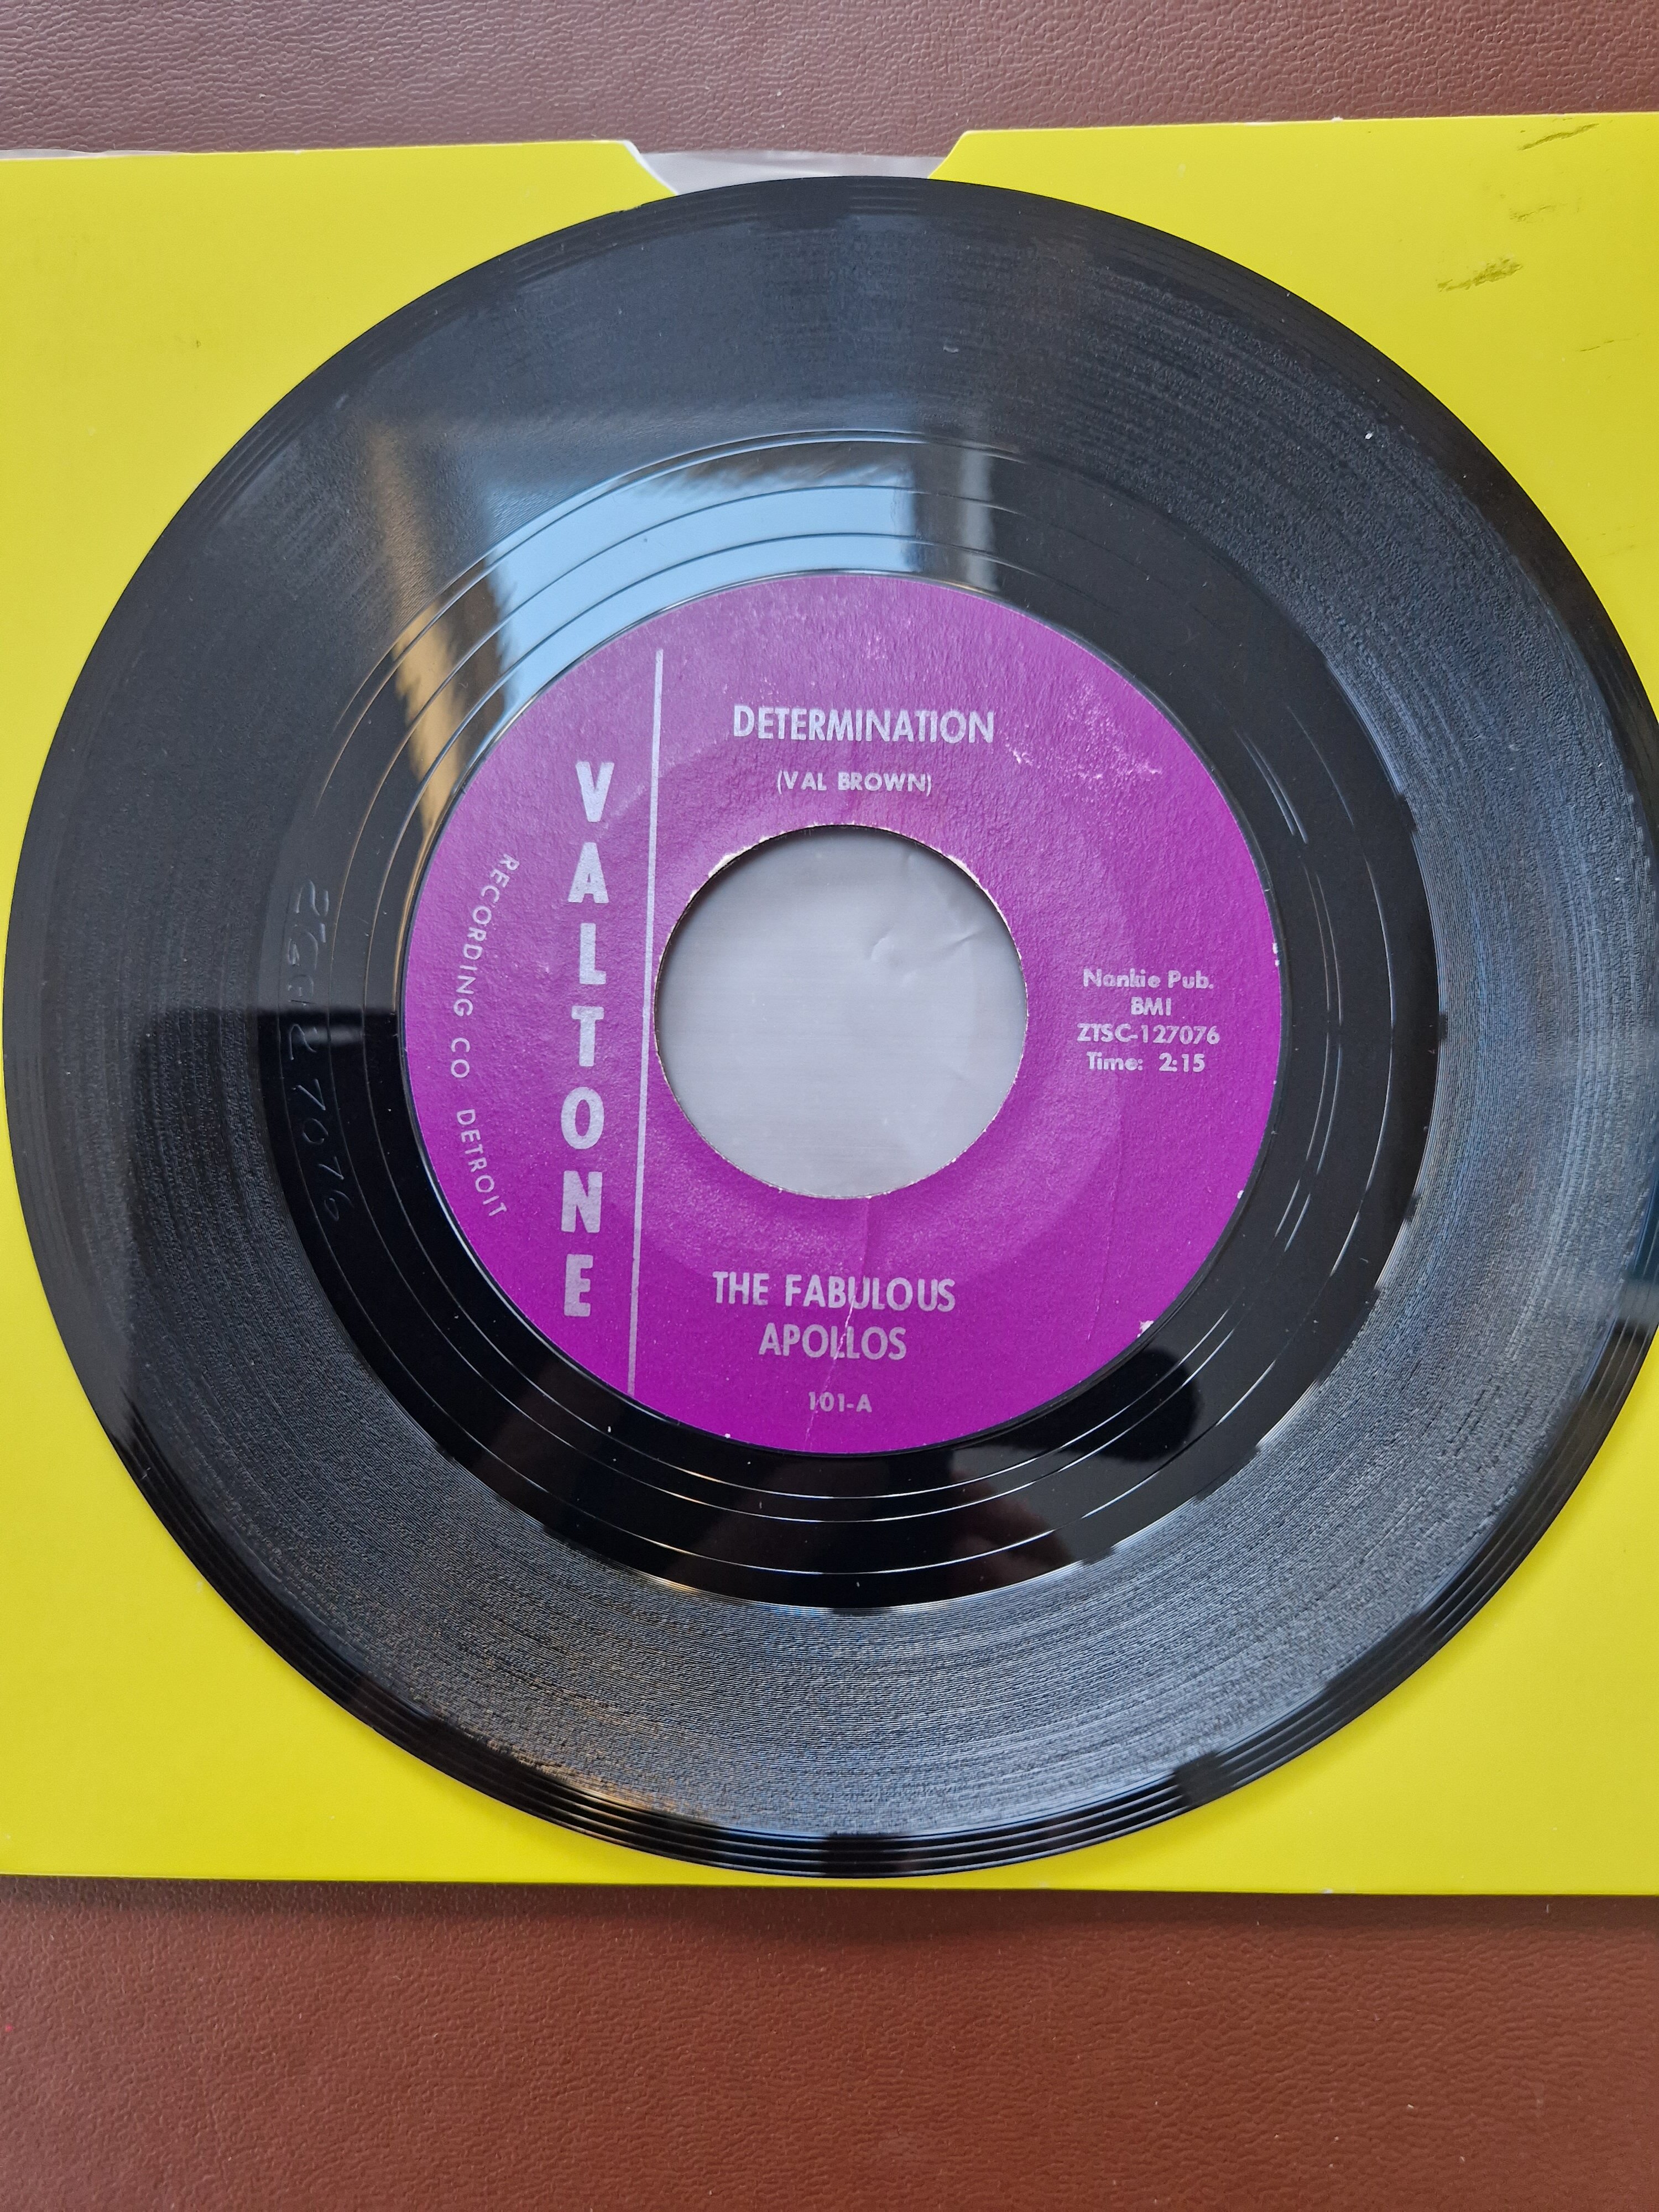 DETERMINATION
(VAL BROWN)
VALTONE
RECORDING CO DETROIT
Nankie Pub.
BMI
ZTSC-127076
Time: 2:15
THE FABULOUS
APOLLOS
101-A